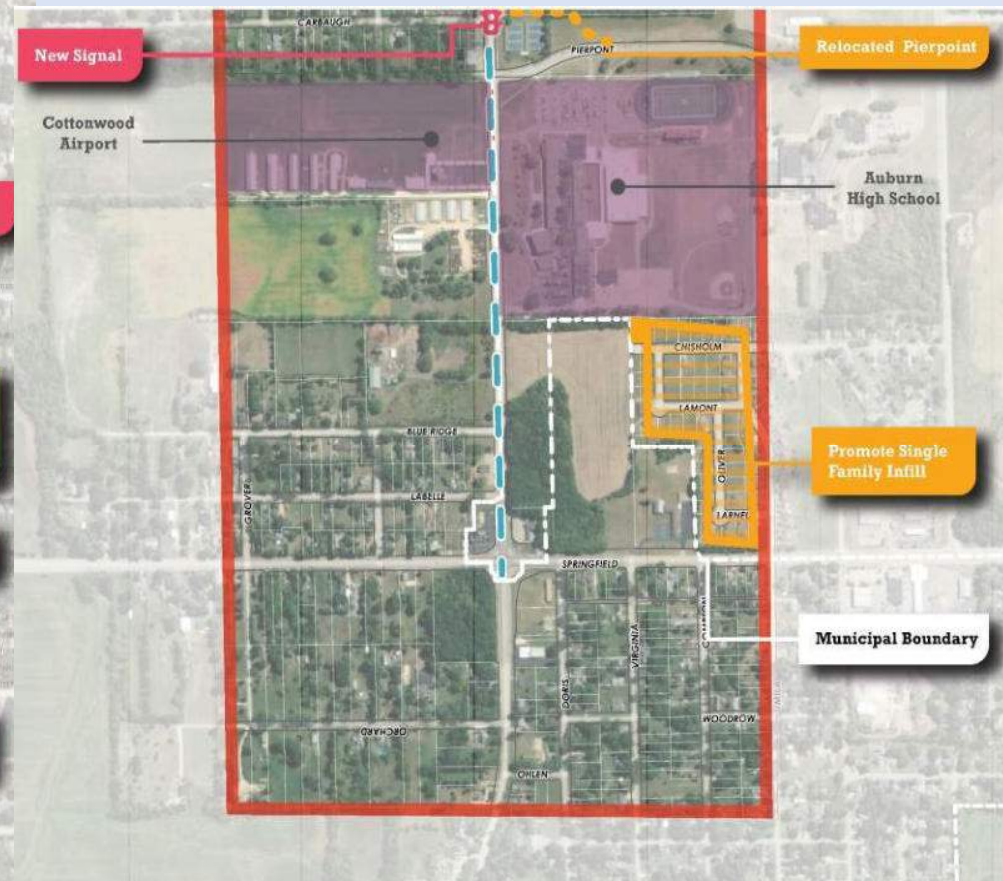 CARBAUGH
New Signal
PIERPONT
Relocated Pierpoint
Cottonwood
Airport
Auburn
High School
CHISHOLM
LAMONT
BLUE RIDGE
OLIVER
Promote Single
Family Infill
GROVER
LABELLE
LARNED
SPRINGFIELD
COMMON
Municipal Boundary
VIRGINIA
DORIS
WOODROW
ORCHARD
OHLEN